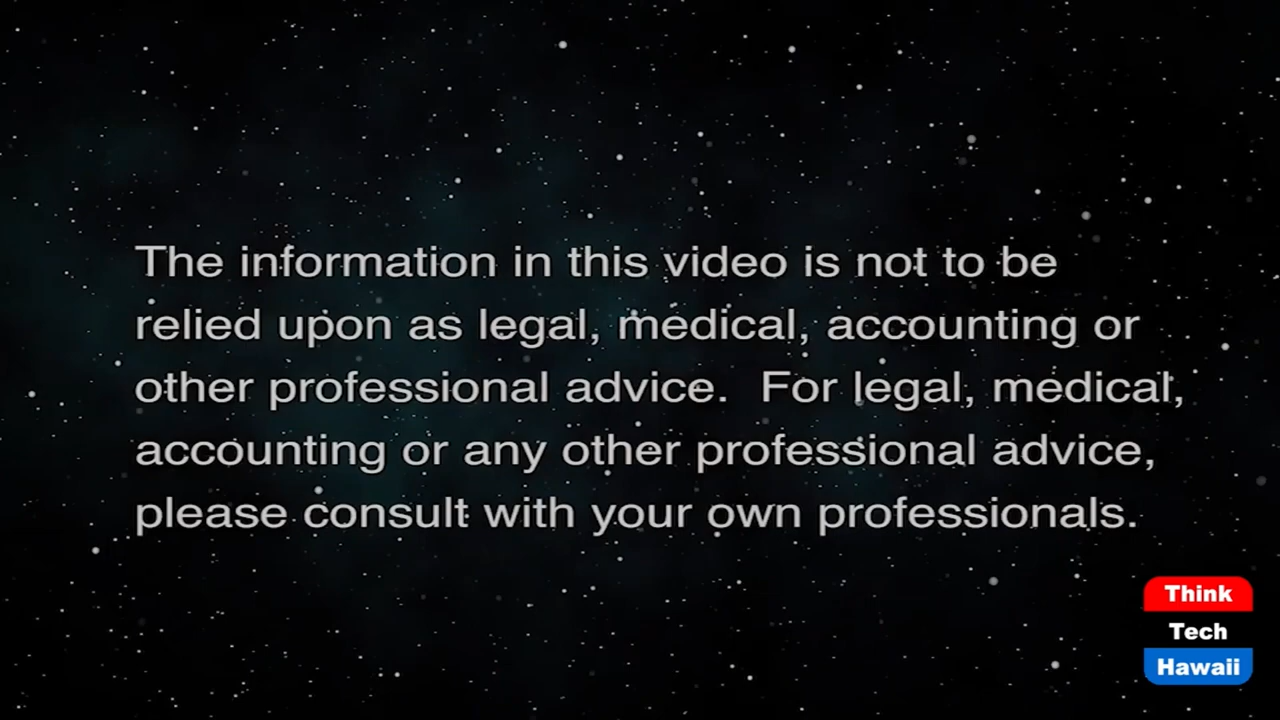 The information in this video is not to be
relied upon as legal, medical, accounting or
other professional advice.  For legal, medical,
accounting or any other professional advice,
please consult with your own professionals.
Think
Tech
Hawaii